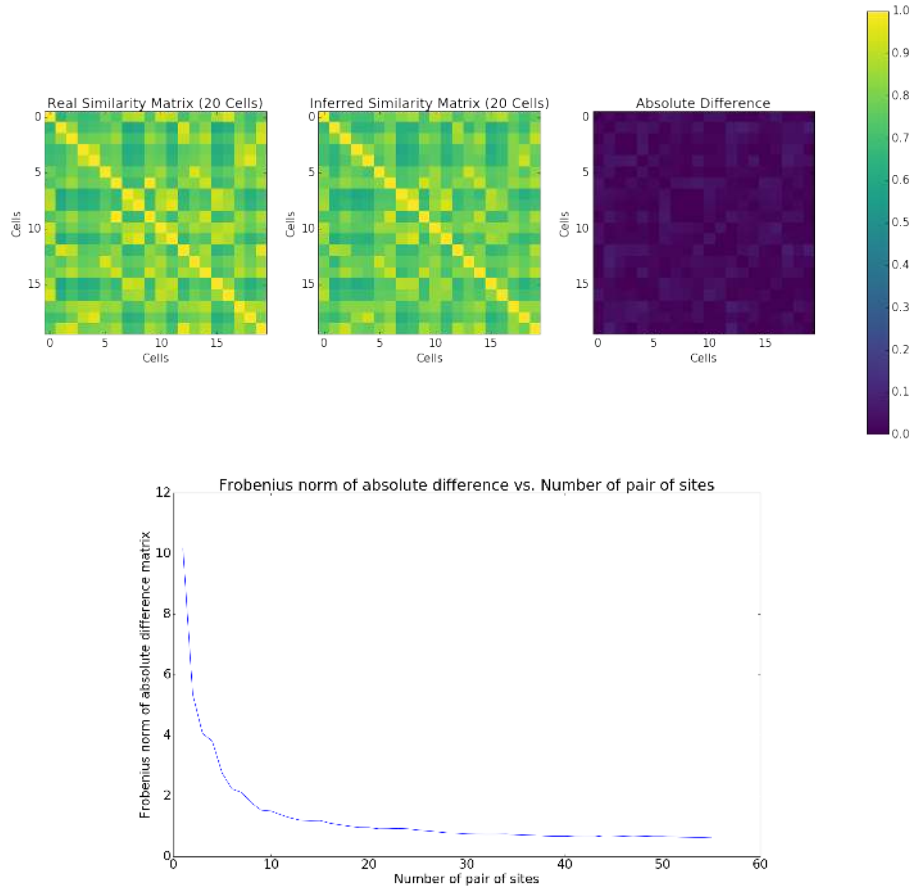 Real Similarity Matrix (20 Cells)
Inferred Similarity Matrix (20 Cells)
Absolute Difference
0
5
10
15
Cells
0 5 10 15
Cells
0
5
10
15
Cells
0 5 10 15
Cells
0
5
10
15
Cells
0 5 10 15
Cells
1.0
0.9
0.8
0.7
0.6
0.5
0.4
0.3
0.2
0.1
0.0
Frobenius norm of absolute difference vs. Number of pair of sites
Frobenius norm of absolute difference matrix
12
10
8
6
4
2
0
0 10 20 30 40 50 60
Number of pair of sites